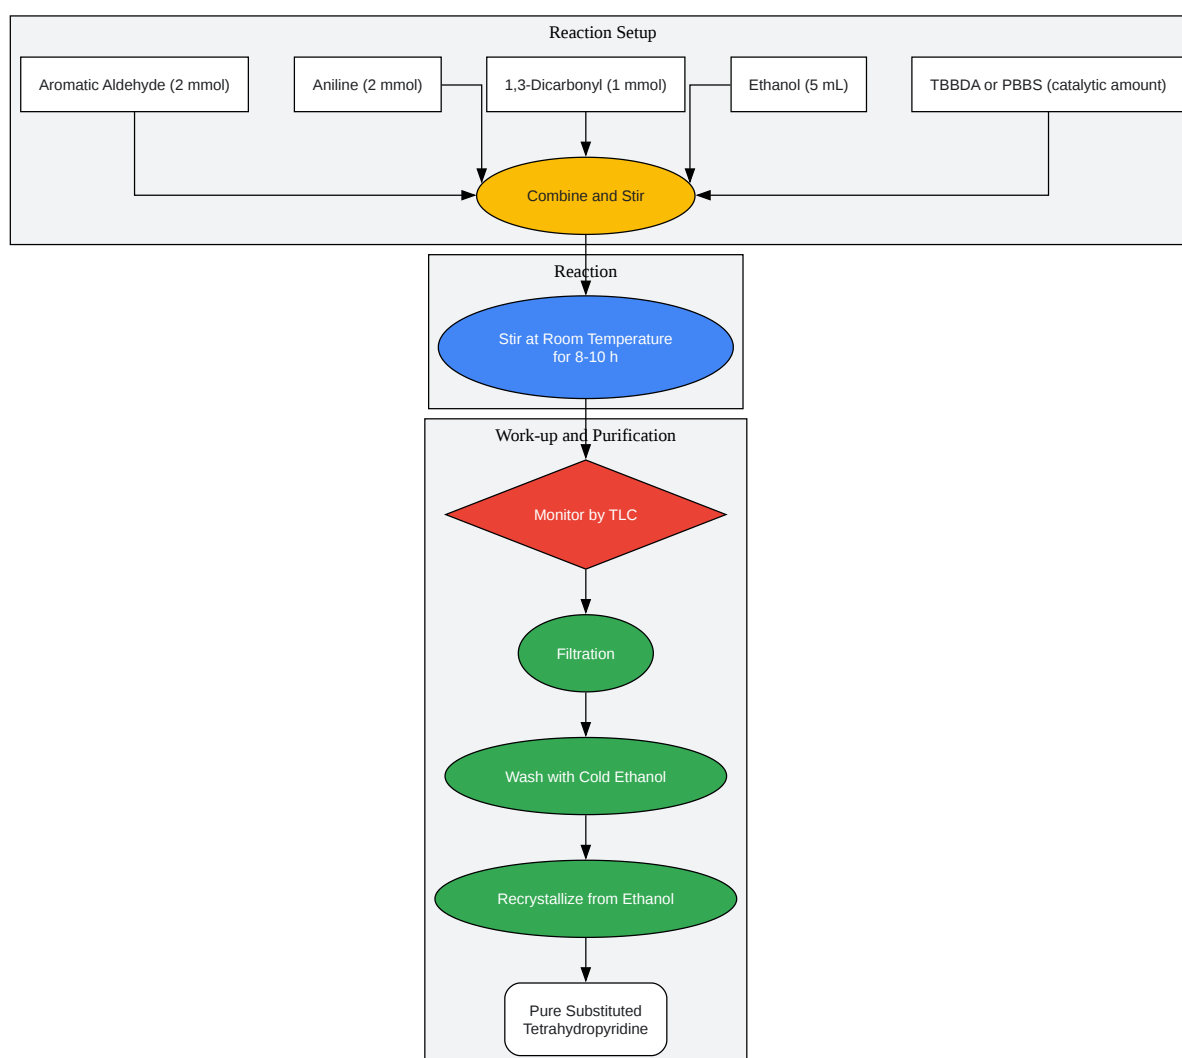 Reaction Setup
Aromatic Aldehyde (2 mmol)
Aniline (2 mmol)
1,3-Dicarbonyl (1 mmol)
Ethanol (5 mL)
TBBDA or PBBS (catalytic amount)
Combine and Stir
Reaction
Stir at Room Temperature
for 8-10 h
Work-up and Purification
Monitor by TLC
Filtration
Wash with Cold Ethanol
Recrystallize from Ethanol
Pure Substituted
Tetrahydropyridine